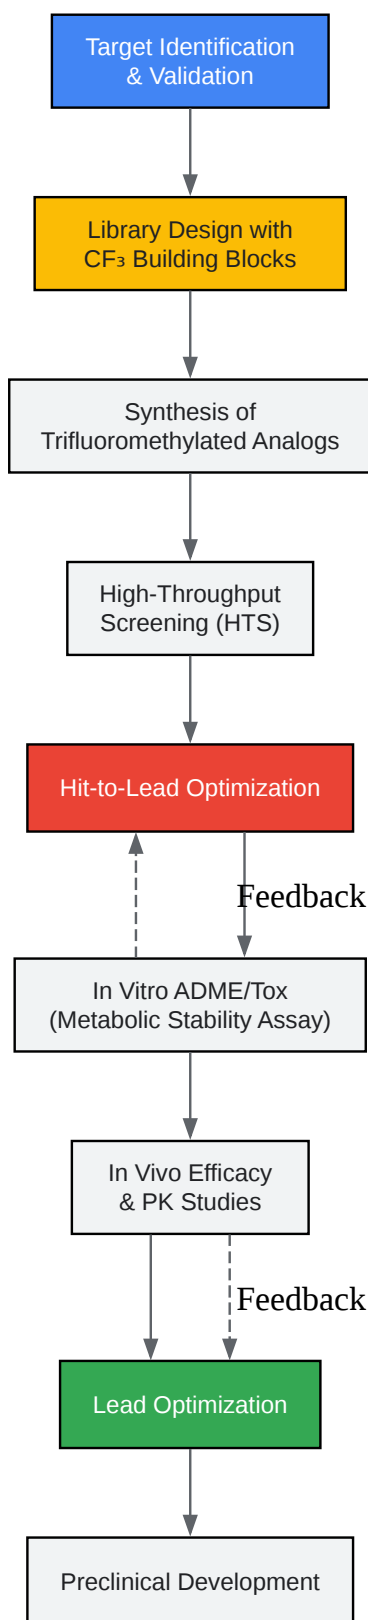 Target Identification
& Validation
Library Design with
CF₃ Building Blocks
Synthesis of
Trifluoromethylated Analogs
High-Throughput
Screening (HTS)
Hit-to-Lead Optimization
Feedback
In Vitro ADME/Tox
(Metabolic Stability Assay)
In Vivo Efficacy
& PK Studies
Feedback
Lead Optimization
Preclinical Development